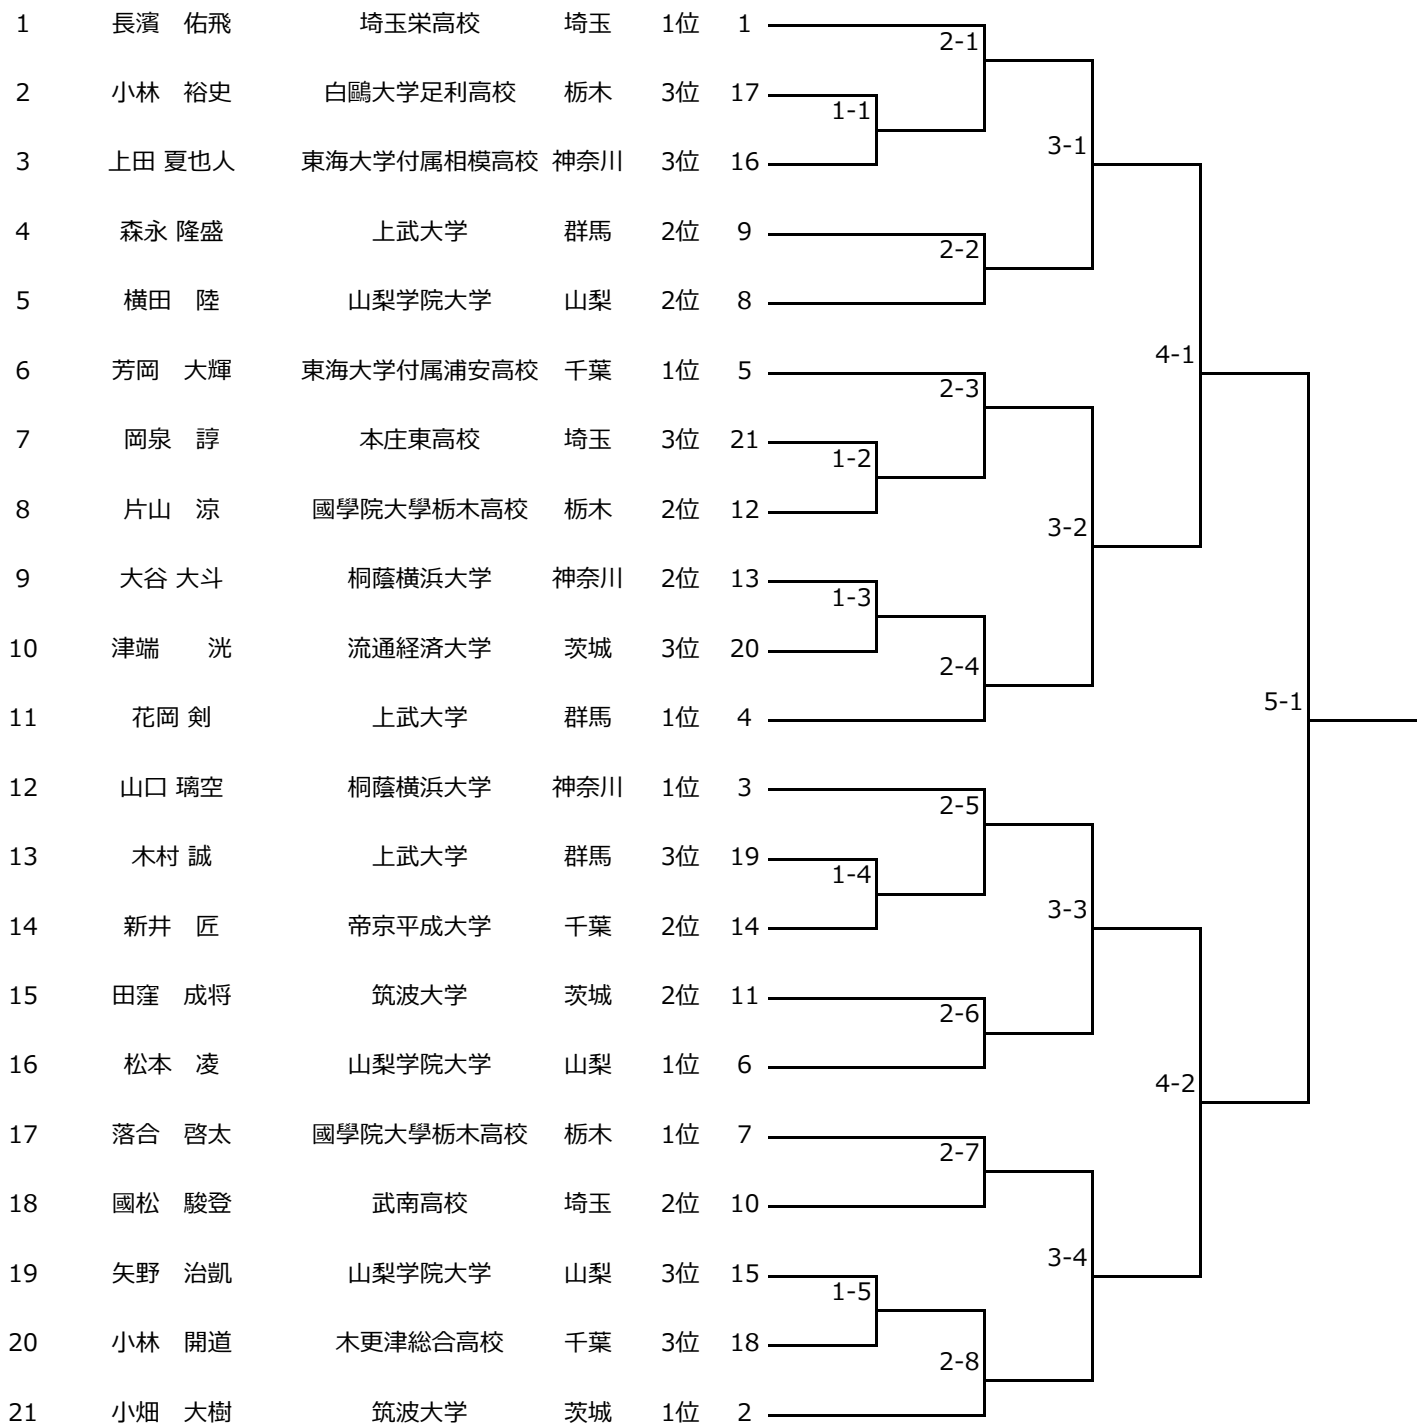 1 長濱　佑飛 埼玉栄高校 埼玉 1位 1
2-1
2 小林　裕史 白鷗大学足利高校 栃木 3位 17
1-1
3 上田 夏也人 東海大学付属相模高校 神奈川 3位 16
3-1
4 森永 隆盛 上武大学 群馬 2位 9
2-2
5 横田　陸 山梨学院大学 山梨 2位 8
4-1
6 芳岡　大輝 東海大学付属浦安高校 千葉 1位 5
2-3
7 岡泉　諄 本庄東高校 埼玉 3位 21
1-2
8 片山　涼 國學院大學栃木高校 栃木 2位 12
3-2
9 大谷 大斗 桐蔭横浜大学 神奈川 2位 13
1-3
10 津端　　洸 流通経済大学 茨城 3位 20
2-4
11 花岡 剣 上武大学 群馬 1位 4
5-1
12 山口 璃空 桐蔭横浜大学 神奈川 1位 3
2-5
13 木村 誠 上武大学 群馬 3位 19
1-4
14 新井　匠 帝京平成大学 千葉 2位 14
3-3
15 田窪　成将 筑波大学 茨城 2位 11
2-6
16 松本　凌 山梨学院大学 山梨 1位 6
4-2
17 落合　啓太 國學院大學栃木高校 栃木 1位 7
2-7
18 國松　駿登 武南高校 埼玉 2位 10
3-4
19 矢野　治凱 山梨学院大学 山梨 3位 15
1-5
20 小林　開道 木更津総合高校 千葉 3位 18
2-8
21 小畑　大樹 筑波大学 茨城 1位 2